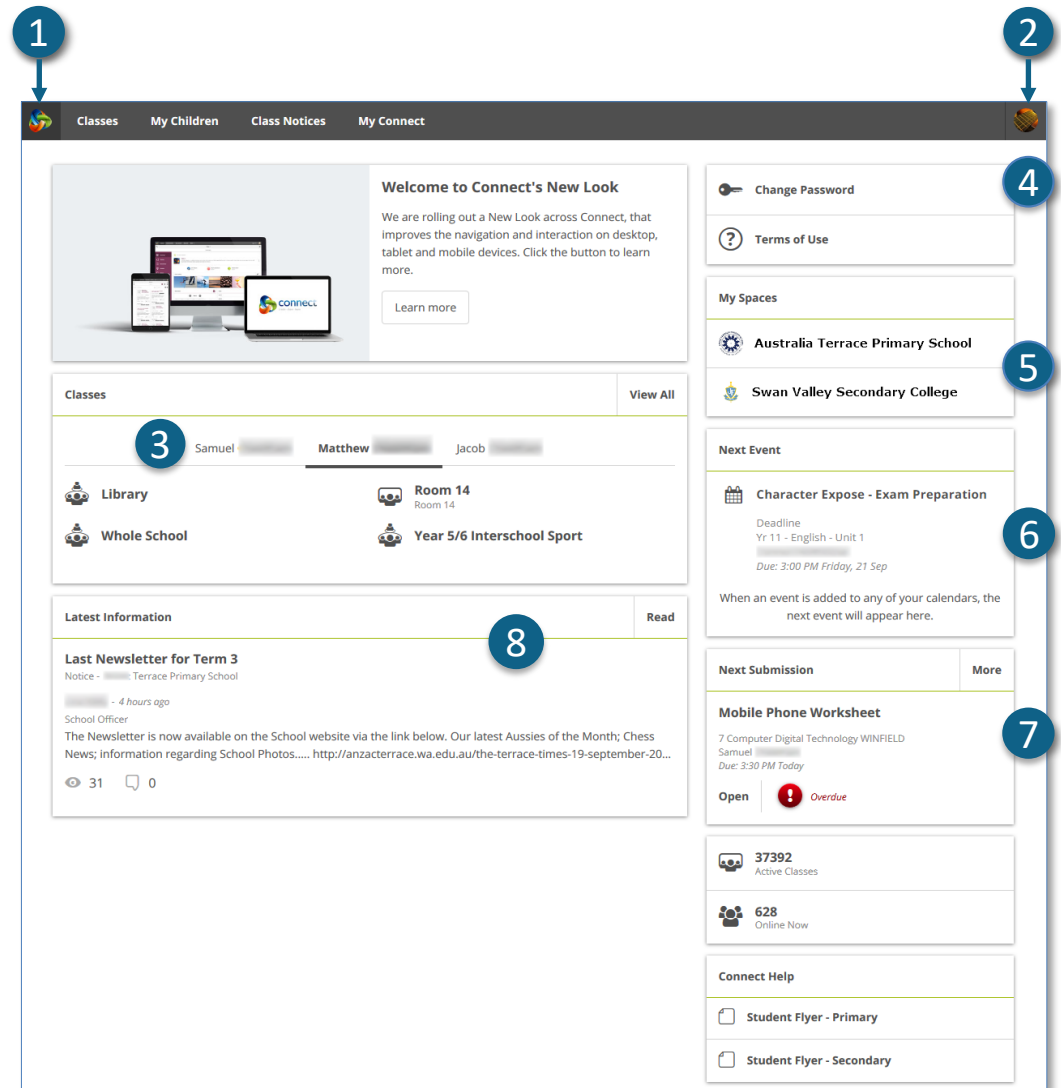 1
2
Classes My Children Class Notices My Connect
Welcome to Connect's New Look
We are rolling out a New Look across Connect, that
improves the navigation and interaction on desktop,
tablet and mobile devices. Click the button to learn
more.
Learn more
connect
Classes View All
3
Samuel Matthew Jacob
Library
Room 14
Room 14
Whole School
Year 5/6 Interschool Sport
Latest Information Read
8
Last Newsletter for Term 3
Notice - Terrace Primary School
- 4 hours ago
School Officer
The Newsletter is now available on the School website via the link below. Our latest Aussies of the Month; Chess
News; information regarding School Photos..... http://anzacterrace.wa.edu.au/the-terrace-times-19-september-20...
31 0
4
Change Password
Terms of Use
My Spaces
Australia Terrace Primary School
5
Swan Valley Secondary College
Next Event
Character Expose - Exam Preparation
Deadline
6
Yr 11 - English - Unit 1
Due: 3:00 PM Friday, 21 Sep
When an event is added to any of your calendars, the
next event will appear here.
Next Submission More
Mobile Phone Worksheet
7
7 Computer Digital Technology WINFIELD
Samuel
Due: 3:30 PM Today
Open Overdue
37392
Active Classes
628
Online Now
Connect Help
Student Flyer - Primary
Student Flyer - Secondary